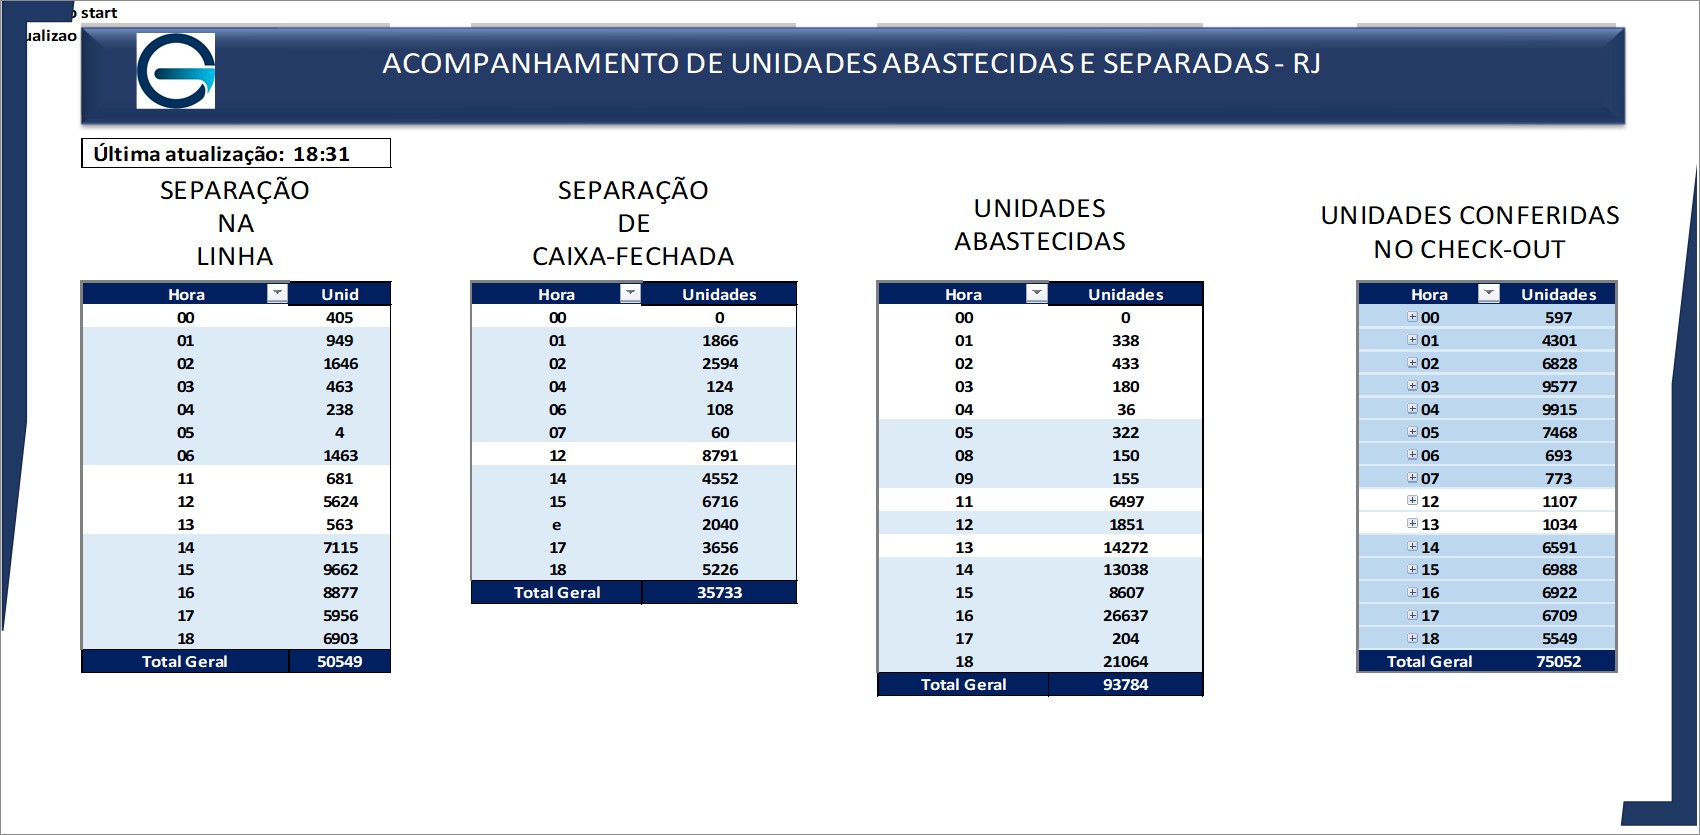 start
ualizao
ACOMPANHAMENTO DE UNIDADES ABASTECIDAS E SEPARADAS - RJ
Última atualização: 18:31
SEPARAÇÃO
NA
LINHA
Hora Unid
00 405
01 949
02 1646
03 463
04 238
05 4
06 1463
11 681
12 5624
13 563
14 7115
15 9662
16 8877
17 5956
18 6903
Total Geral 50549
SEPARAÇÃO
DE
CAIXA-FECHADA
Hora Unidades
00 0
01 1866
02 2594
04 124
06 108
07 60
12 8791
14 4552
15 6716
e 2040
17 3656
18 5226
Total Geral 35733
UNIDADES
ABASTECIDAS
Hora Unidades
00 0
01 338
02 433
03 180
04 36
05 322
08 150
09 155
11 6497
12 1851
13 14272
14 13038
15 8607
16 26637
17 204
18 21064
Total Geral 93784
UNIDADES CONFERIDAS
NO CHECK-OUT
Hora Unidades
00 597
01 4301
02 6828
03 9577
04 9915
05 7468
06 693
07 773
12 1107
13 1034
14 6591
15 6988
16 6922
17 6709
18 5549
Total Geral 75052